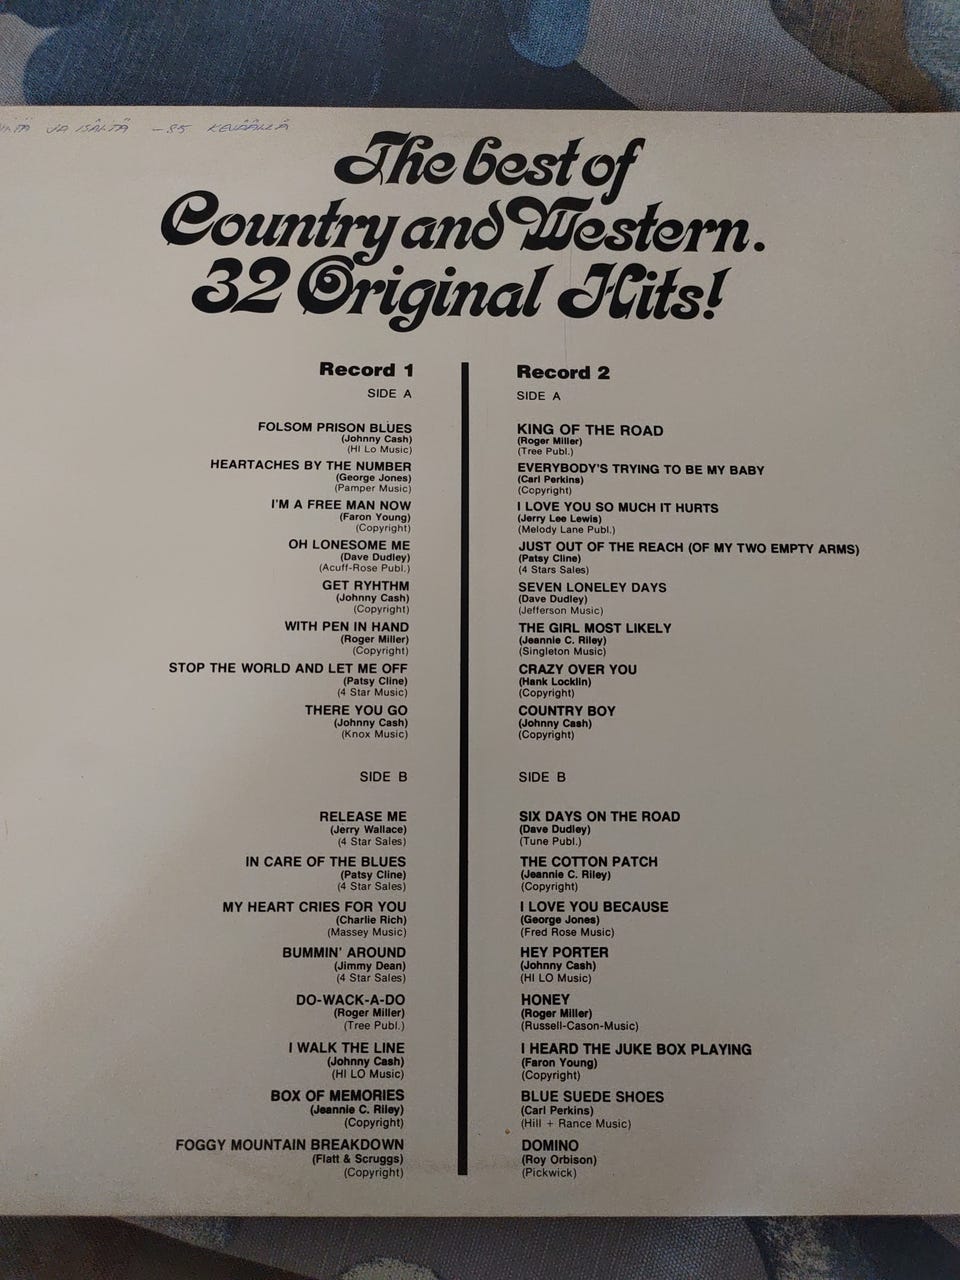 JA ISÄLTÄ -85 KEVÄÄLLÄ
The best of
Country and Western.
32 Original Hits!
Record 1
SIDE A
FOLSOM PRISON BLUES
(Johnny Cash)
(HI Lo Music)
HEARTACHES BY THE NUMBER
(George Jones)
(Pamper Music)
I'M A FREE MAN NOW
(Faron Young)
(Copyright)
OH LONESOME ME
(Dave Dudley)
(Acuff-Rose Publ.)
GET RYHTHM
(Johnny Cash)
(Copyright)
WITH PEN IN HAND
(Roger Miller)
(Copyright)
STOP THE WORLD AND LET ME OFF
(Patsy Cline)
(4 Star Music)
THERE YOU GO
(Johnny Cash)
(Knox Music)
SIDE B
RELEASE ME
(Jerry Wallace)
(4 Star Sales)
IN CARE OF THE BLUES
(Patsy Cline)
(4 Star Sales)
MY HEART CRIES FOR YOU
(Charlie Rich)
(Massey Music)
BUMMIN' AROUND
(Jimmy Dean)
(4 Star Sales)
DO-WACK-A-DO
(Roger Miller)
(Tree Publ.)
I WALK THE LINE
(Johnny Cash)
(HI LO Music)
BOX OF MEMORIES
(Jeannie C. Riley)
(Copyright)
FOGGY MOUNTAIN BREAKDOWN
(Flatt & Scruggs)
(Copyright)
Record 2
SIDE A
KING OF THE ROAD
(Roger Miller)
(Tree Publ.)
EVERYBODY'S TRYING TO BE MY BABY
(Carl Perkins)
(Copyright)
I LOVE YOU SO MUCH IT HURTS
(Jerry Lee Lewis)
(Melody Lane Publ.)
JUST OUT OF THE REACH (OF MY TWO EMPTY ARMS)
(Patsy Cline)
(4 Stars Sales)
SEVEN LONELEY DAYS
(Dave Dudley)
(Jefferson Music)
THE GIRL MOST LIKELY
(Jeannie C. Riley)
(Singleton Music)
CRAZY OVER YOU
(Hank Locklin)
(Copyright)
COUNTRY BOY
(Johnny Cash)
(Copyright)
SIDE B
SIX DAYS ON THE ROAD
(Dave Dudley)
(Tune Publ.)
THE COTTON PATCH
(Jeannie C. Riley)
(Copyright)
I LOVE YOU BECAUSE
(George Jones)
(Fred Rose Music)
HEY PORTER
(Johnny Cash)
(HI LO Music)
HONEY
(Roger Miller)
(Russell-Cason-Music)
I HEARD THE JUKE BOX PLAYING
(Faron Young)
(Copyright)
BLUE SUEDE SHOES
(Carl Perkins)
(Hill + Rance Music)
DOMINO
(Roy Orbison)
(Pickwick)